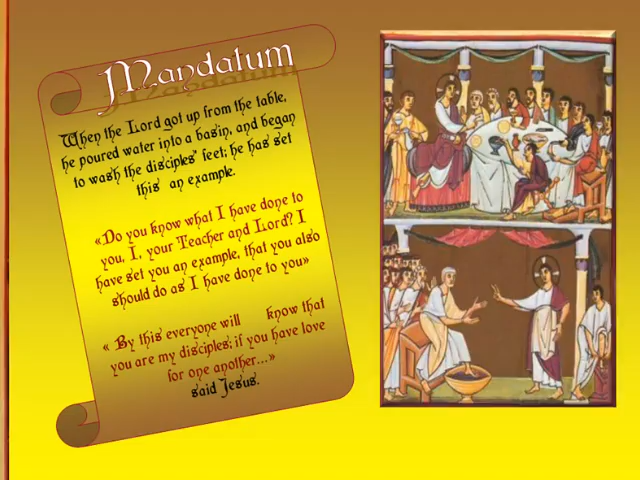 Mandatum
When the Lord got up from the table,
he poured water into a basin, and began
to wash the disciples" feet; he has set
this an example.
«Do you know what I have done to
you, I, your Teacher and Lord? I
have set you an example, that you also
should do as I have done to you»
« By this everyone will know that
you are my disciples; if you have love
for one another...»
said Jesus.